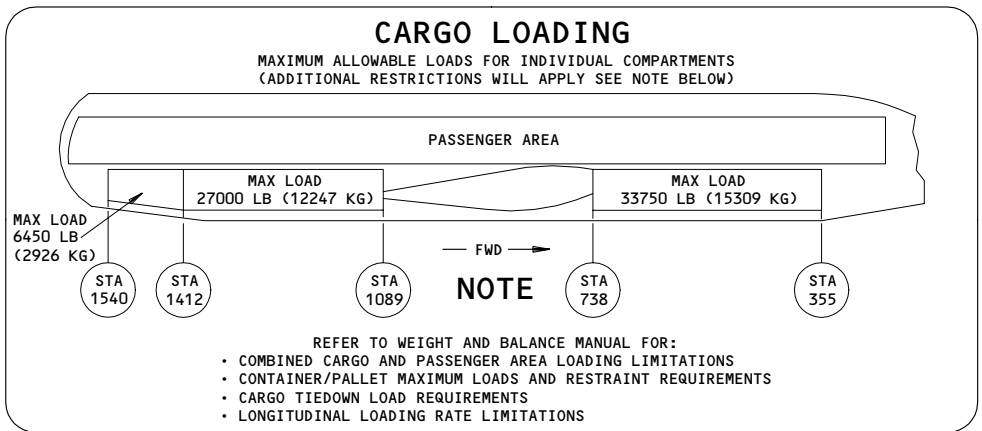 CARGO LOADING
MAXIMUM ALLOWABLE LOADS FOR INDIVIDUAL COMPARTMENTS
(ADDITIONAL RESTRICTIONS WILL APPLY SEE NOTE BELOW)
PASSENGER AREA
MAX LOAD
27000 LB (12247 KG)
MAX LOAD
33750 LB (15309 KG)
MAX LOAD
6450 LB
(2926 KG)
FWD
STA
1540
STA
1412
STA
1089
NOTE
STA
738
STA
355
REFER TO WEIGHT AND BALANCE MANUAL FOR:
• COMBINED CARGO AND PASSENGER AREA LOADING LIMITATIONS
• CONTAINER/PALLET MAXIMUM LOADS AND RESTRAINT REQUIREMENTS
• CARGO TIEDOWN LOAD REQUIREMENTS
• LONGITUDINAL LOADING RATE LIMITATIONS